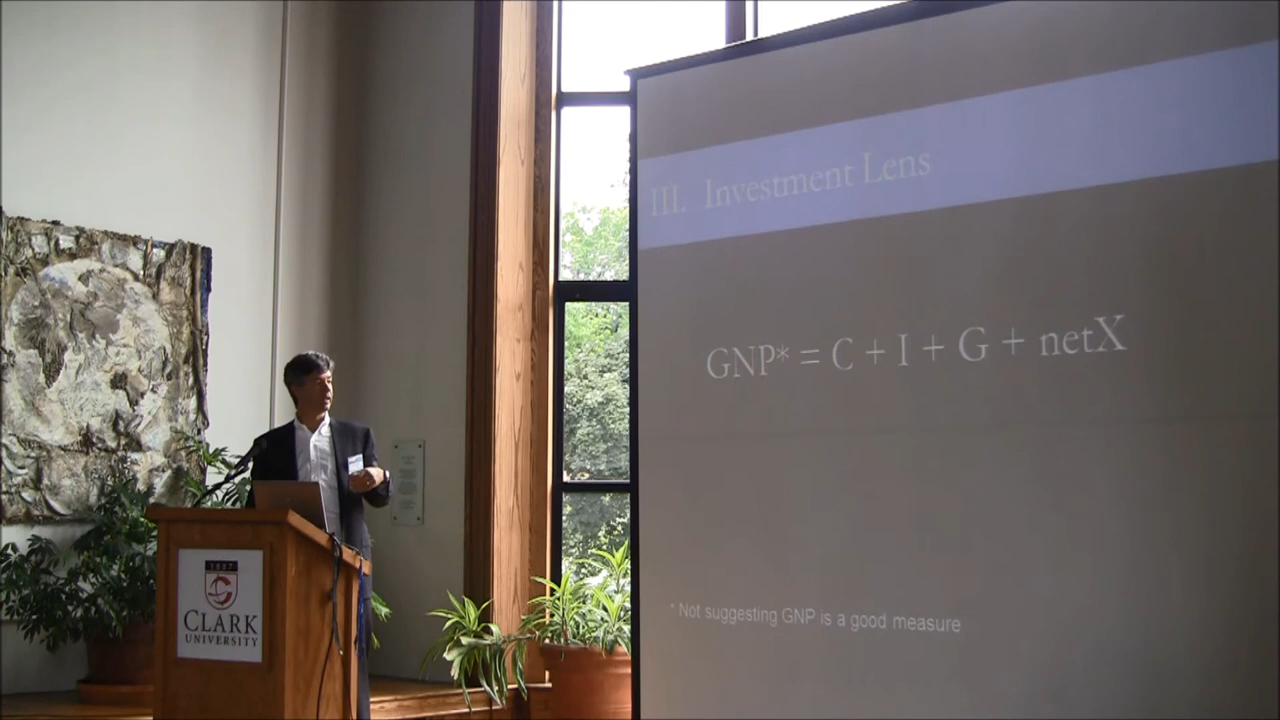 III. Investment Lens
GNP* = C + I + G + netX
* Not suggesting GNP is a good measure
1887
CLARK
UNIVERSITY